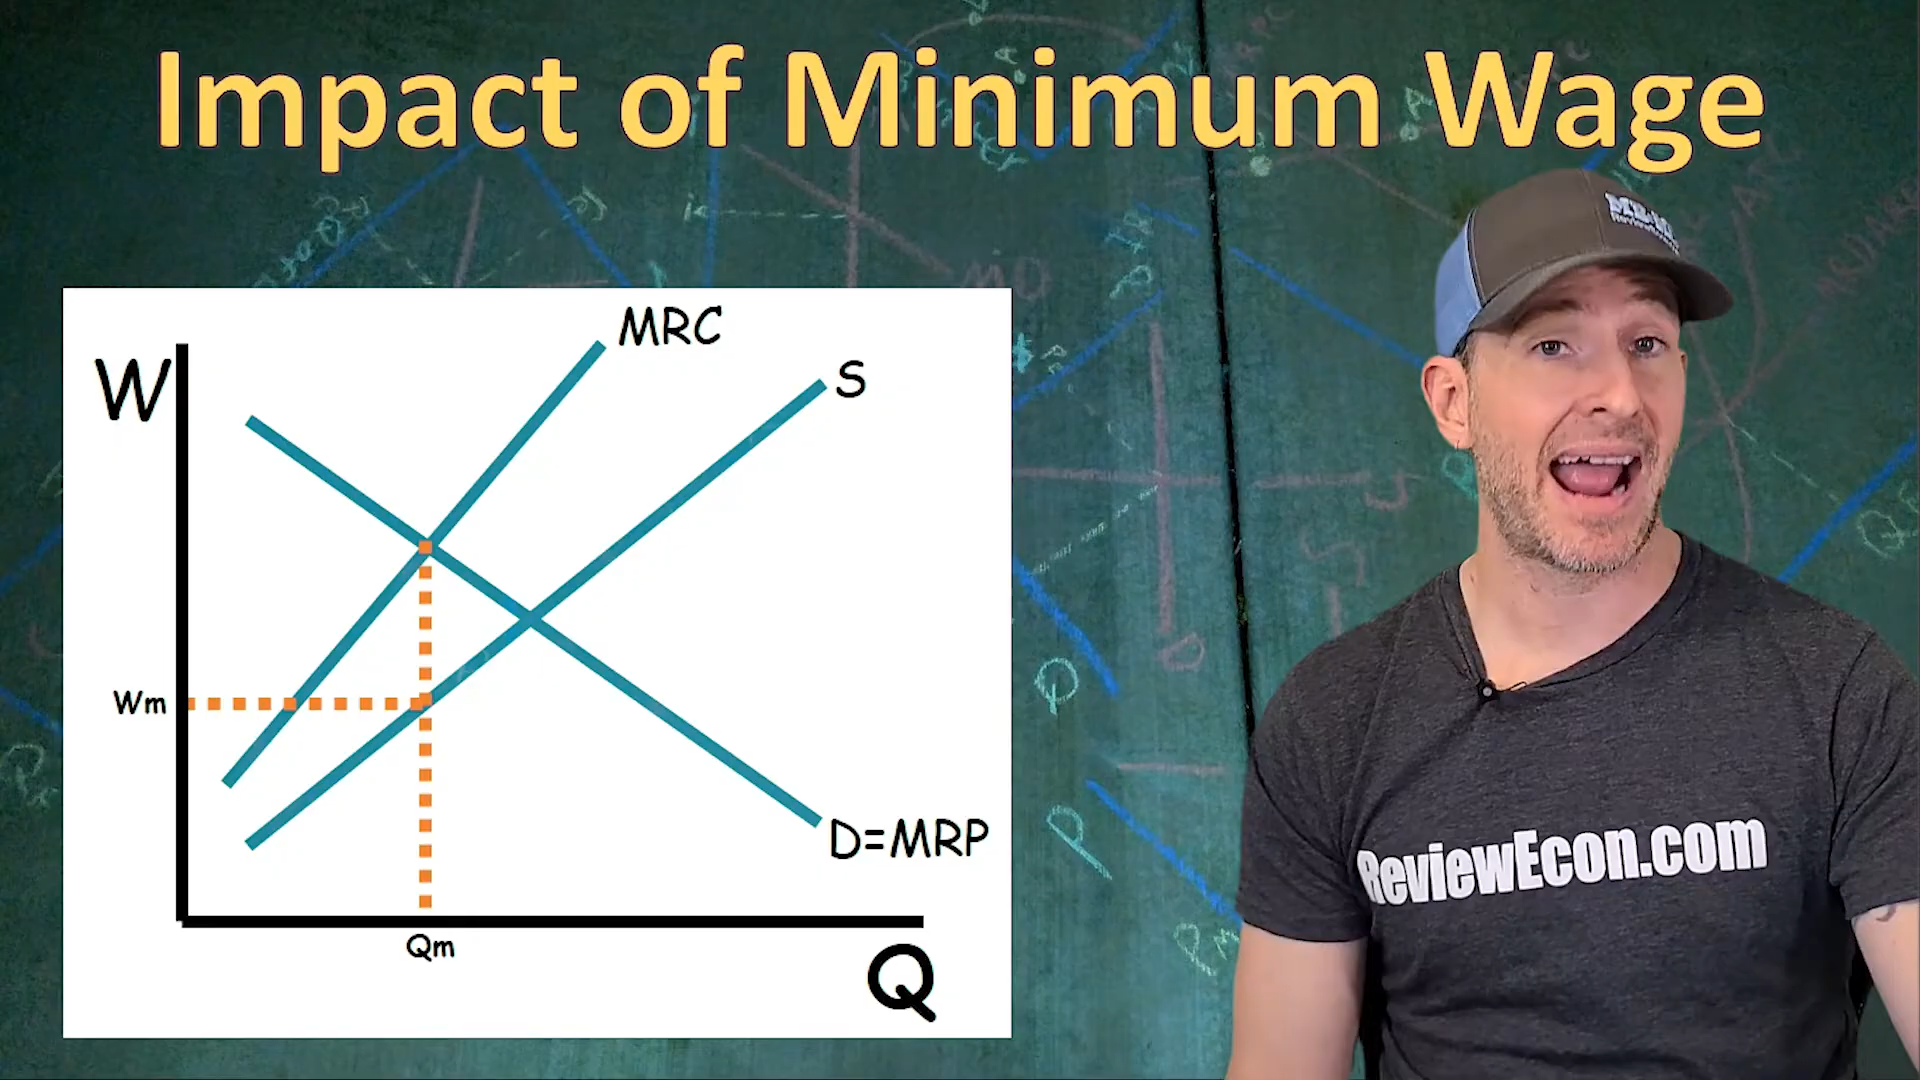 Impact of Minimum Wage
MRC
W
S
Wm
D=MRP
Qm
Q
ReviewEcon.com
Q
P